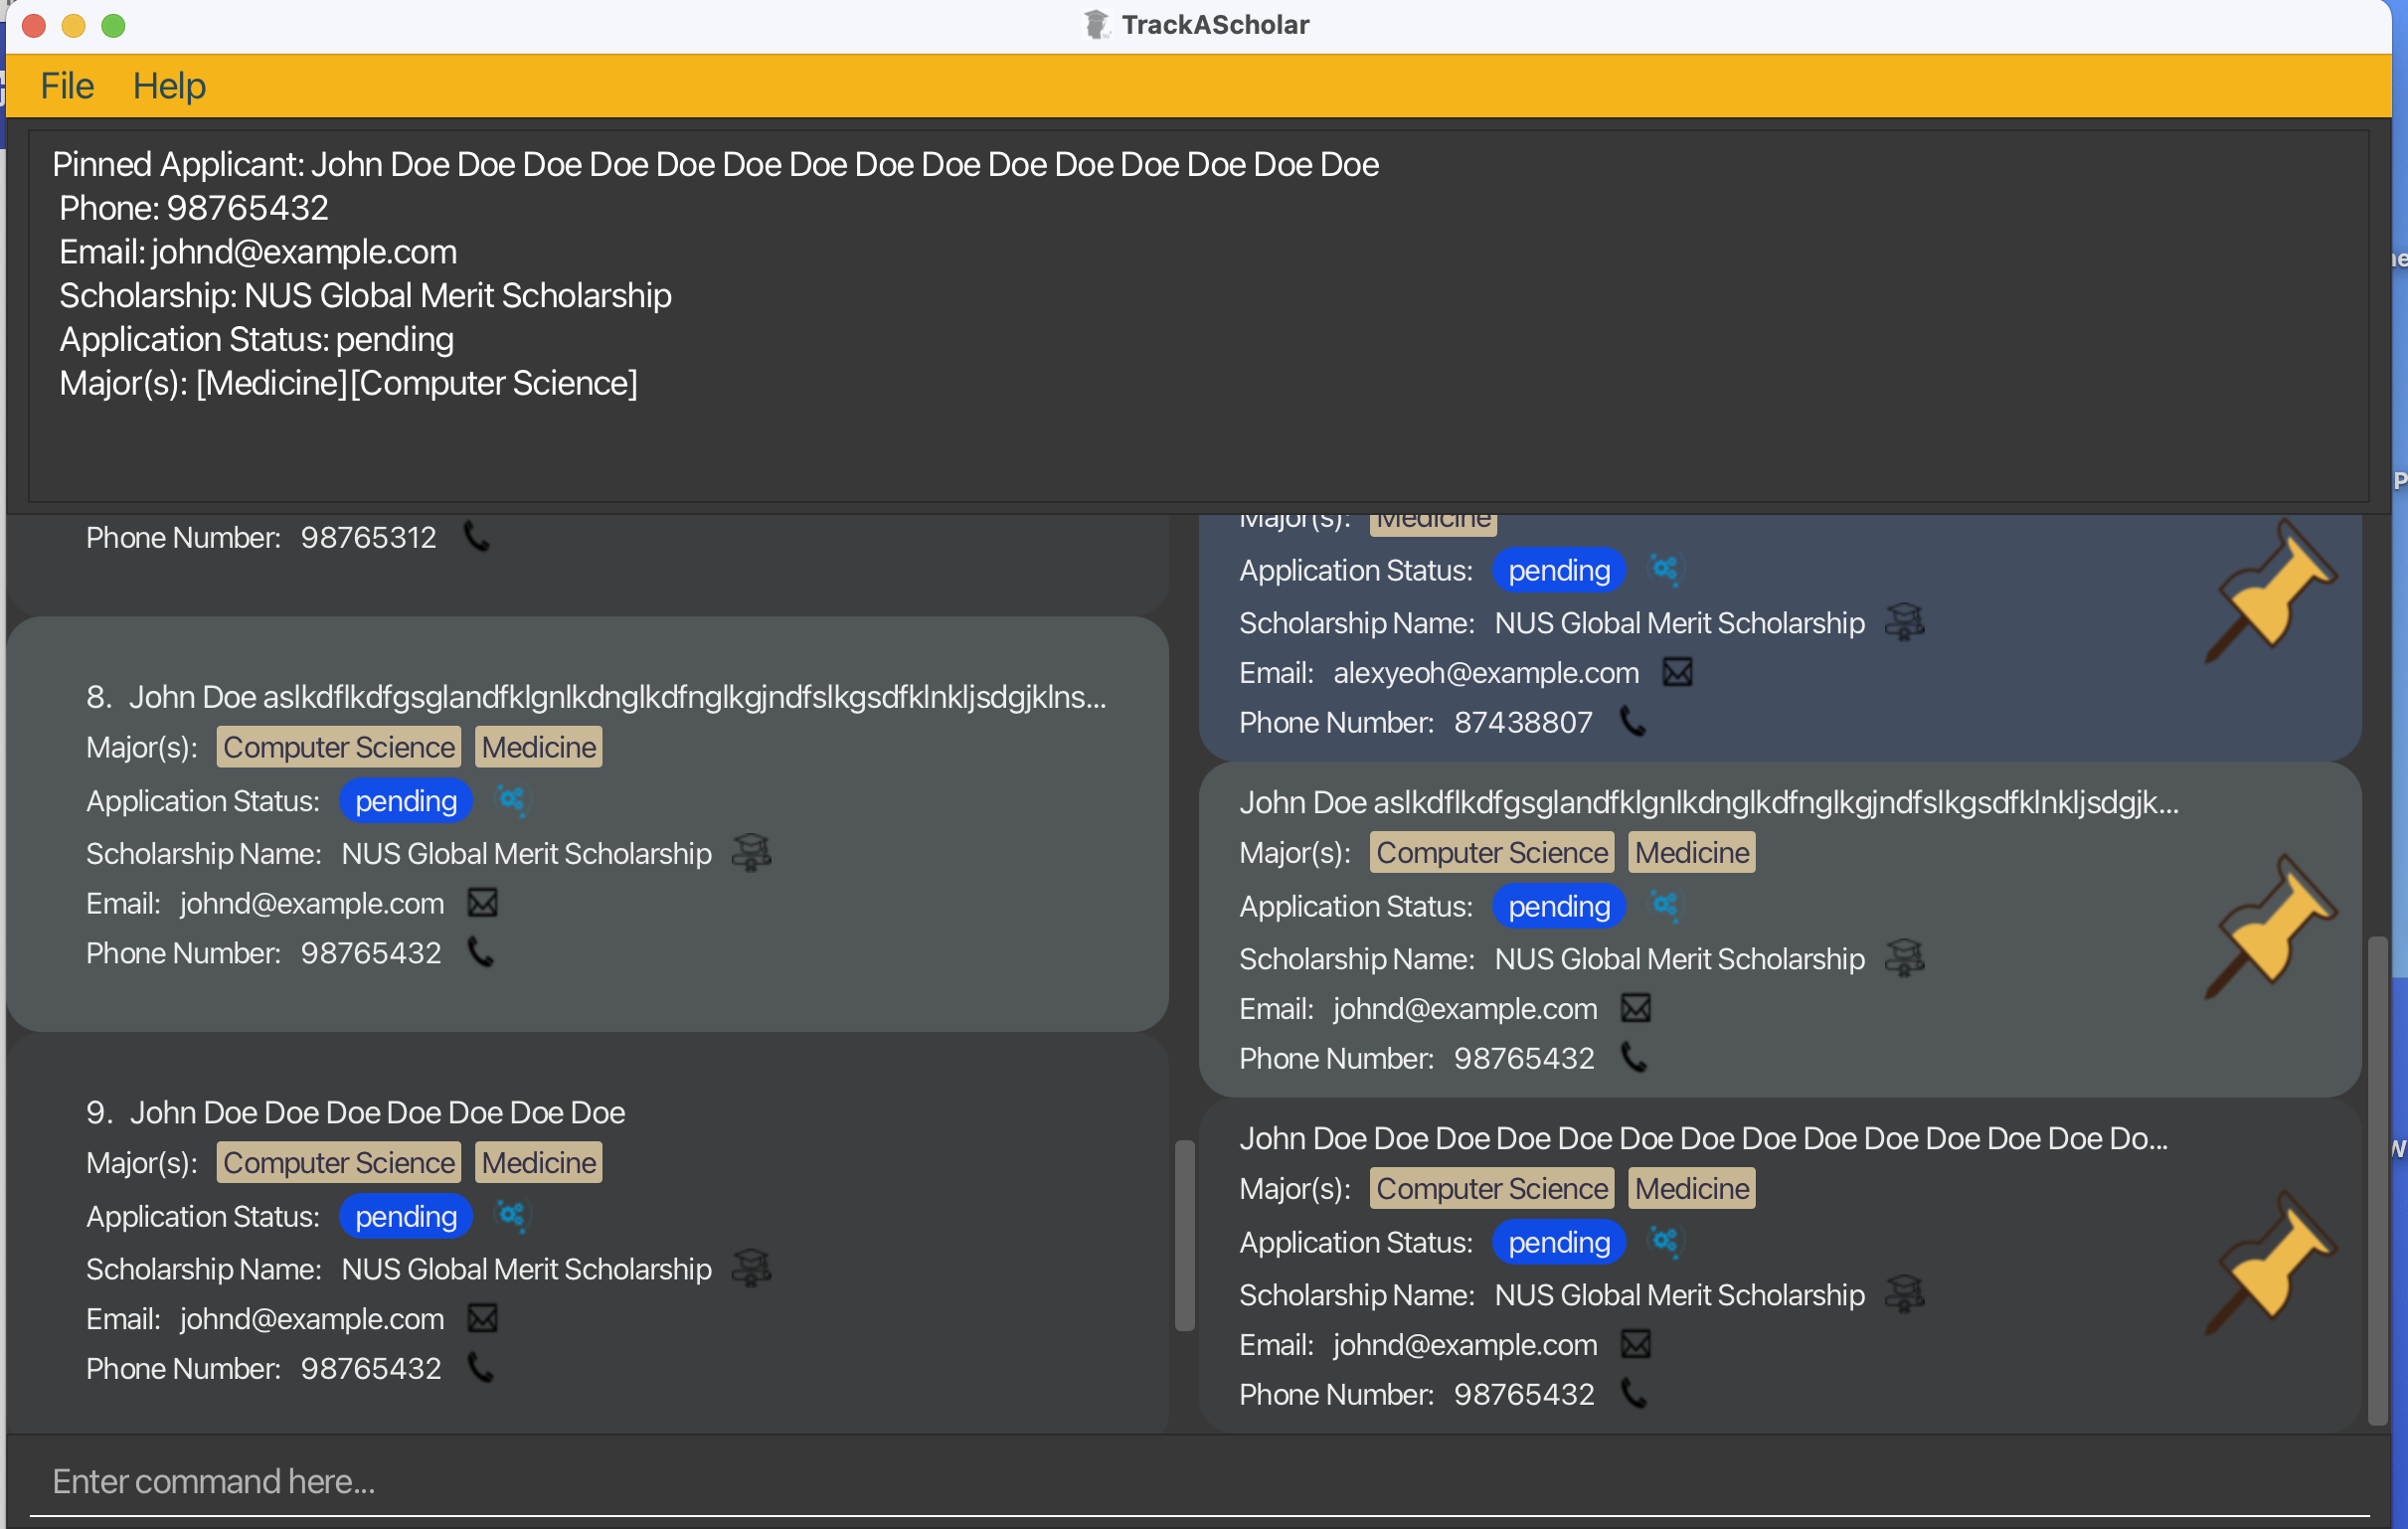 TrackAScholar
File Help
Pinned Applicant: John Doe Doe Doe Doe Doe Doe Doe Doe Doe Doe Doe Doe Doe Doe Doe
Phone: 98765432
Email: johnd@example.com
Scholarship: NUS Global Merit Scholarship
Application Status: pending
Major(s): [Medicine][Computer Science]
Phone Number: 98765312
8. John Doe aslkdflkdfgsglandfklgnlkdnglkdfnglkgjndfslkgsdfklnkljsdgjklns...
Major(s): Computer Science Medicine
Application Status: pending
Scholarship Name: NUS Global Merit Scholarship
Email: johnd@example.com
Phone Number: 98765432
9. John Doe Doe Doe Doe Doe Doe Doe
Major(s): Computer Science Medicine
Application Status: pending
Scholarship Name: NUS Global Merit Scholarship
Email: johnd@example.com
Phone Number: 98765432
Major(s): Medicine
Application Status: pending
Scholarship Name: NUS Global Merit Scholarship
Email: alexyeoh@example.com
Phone Number: 87438807
John Doe aslkdflkdfgsglandfklgnlkdnglkdfnglkgjndfslkgsdfklnkljsdgjk...
Major(s): Computer Science Medicine
Application Status: pending
Scholarship Name: NUS Global Merit Scholarship
Email: johnd@example.com
Phone Number: 98765432
John Doe Doe Doe Doe Doe Doe Doe Doe Doe Doe Doe Doe Doe Do...
Major(s): Computer Science Medicine
Application Status: pending
Scholarship Name: NUS Global Merit Scholarship
Email: johnd@example.com
Phone Number: 98765432
Enter command here...